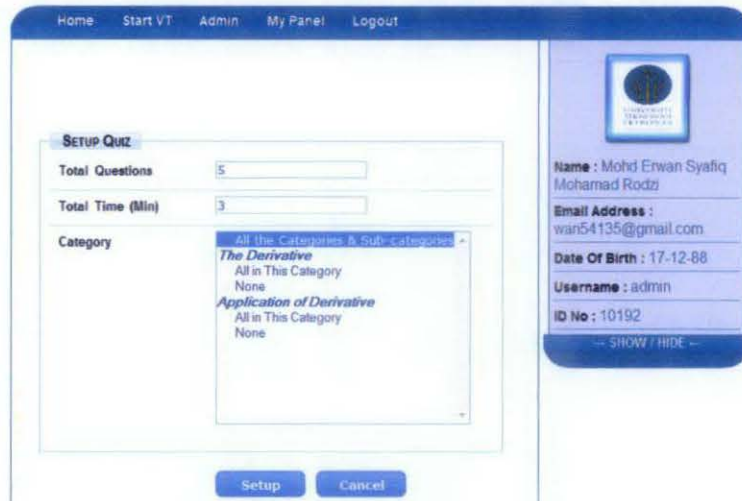 Home Start VT Admin My Panel Logout
SETUP QUIZ
Total Questions 5
Total Time (Min) 3
Category
All the Categories & Sub-categories
The Derivative
All in This Category
None
Application of Derivative
All in This Category
None
Setup Cancel
UNIVERSITI
TEKNOLOGI
PETRONAS
Name : Mohd Erwan Syafiq
Mohamad Rodzi
Email Address :
wan54135@gmail.com
Date Of Birth : 17-12-88
Username : admin
ID No : 10192
-- SHOW / HIDE --